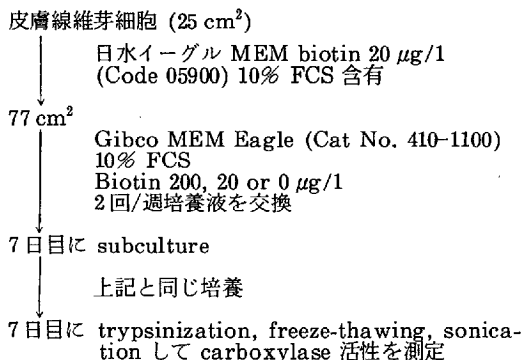 皮膚線維芽細胞 (25 cm²)
日水イーグル MEM biotin 20 μg/1
(Code 05900) 10% FCS 含有
77 cm²
Gibco MEM Eagle (Cat No. 410-1100)
10% FCS
Biotin 200, 20 or 0 μg/1
2回/週培養液を交換
7日目に subculture
上記と同じ培養
7日目に trypsinization, freeze-thawing, sonica-
tion して carboxylase 活性を測定